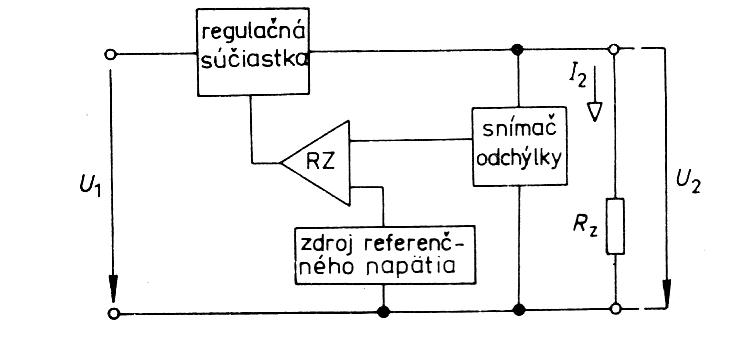 regulačná
súčiastka
I2
snímač
odchýlky
RZ
U1
U2
Rz
zdroj referenč-
ného napätia